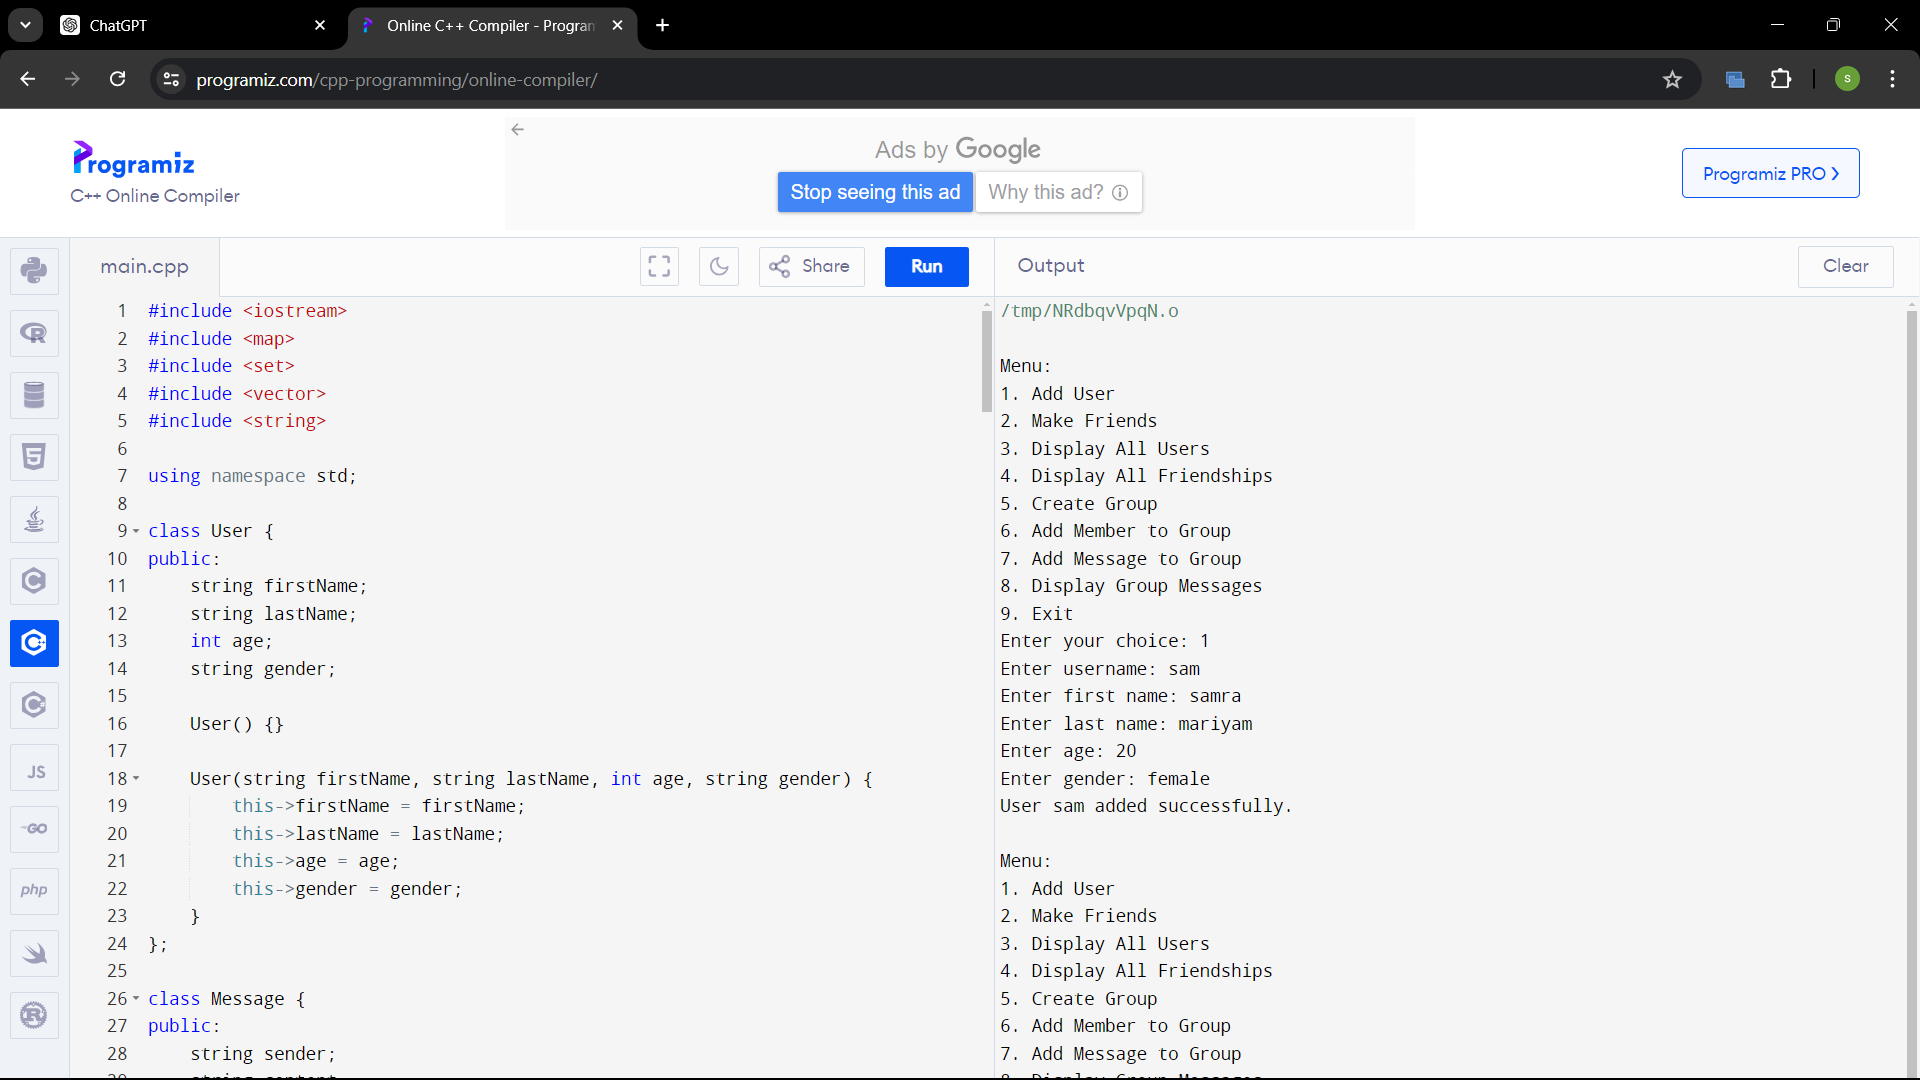 ChatGPT
Online C++ Compiler - Program
programiz.com/cpp-programming/online-compiler/
S
Programiz
C++ Online Compiler
Ads by Google
Stop seeing this ad
Why this ad?
Programiz PRO
main.cpp
Share
Run
Output
Clear
JS
GO
php
1 #include <iostream>
2 #include <map>
3 #include <set>
4 #include <vector>
5 #include <string>
6
7 using namespace std;
8
9 class User {
10 public:
11 string firstName;
12 string lastName;
13 int age;
14 string gender;
15
16 User() {}
17
18 User(string firstName, string lastName, int age, string gender) {
19 this->firstName = firstName;
20 this->lastName = lastName;
21 this->age = age;
22 this->gender = gender;
23 }
24 };
25
26 class Message {
27 public:
28 string sender;
/tmp/NRdbqvVpqN.o
Menu:
1. Add User
2. Make Friends
3. Display All Users
4. Display All Friendships
5. Create Group
6. Add Member to Group
7. Add Message to Group
8. Display Group Messages
9. Exit
Enter your choice: 1
Enter username: sam
Enter first name: samra
Enter last name: mariyam
Enter age: 20
Enter gender: female
User sam added successfully.
Menu:
1. Add User
2. Make Friends
3. Display All Users
4. Display All Friendships
5. Create Group
6. Add Member to Group
7. Add Message to Group